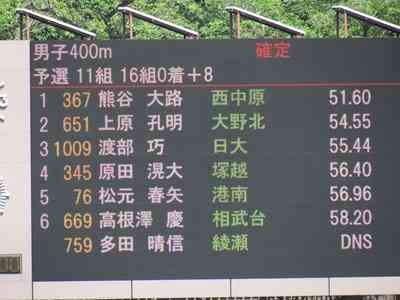 男子400m 確定
予選 11組 16組0着+8
1 367 熊谷 大路 西中原 51.60
2 651 上原 孔明 大野北 54.55
3 1009 渡部 巧 日大 55.44
4 345 原田 滉大 塚越 56.40
5 76 松元 春矢 港南 56.96
6 669 高根澤 慶 相武台 58.20
759 多田 晴信 綾瀬 DNS